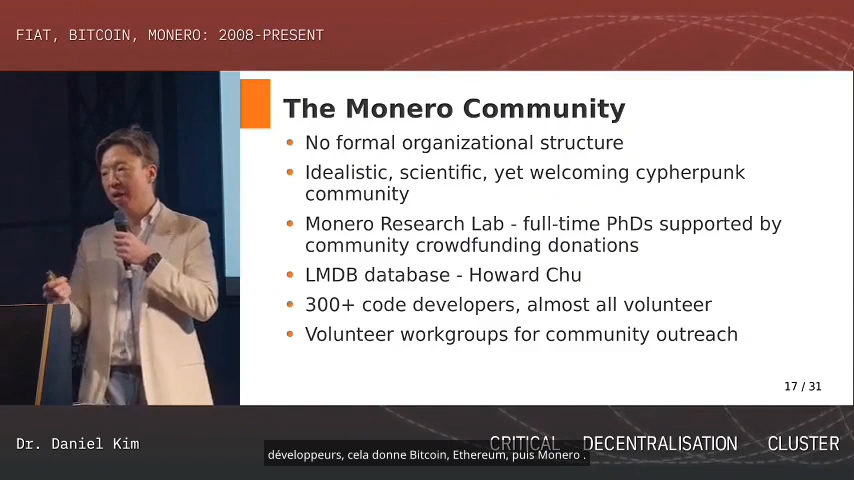 FIAT, BITCOIN, MONERO: 2008-PRESENT
The Monero Community
• No formal organizational structure
• Idealistic, scientific, yet welcoming cypherpunk
community
• Monero Research Lab - full-time PhDs supported by
community crowdfunding donations
• LMDB database - Howard Chu
• 300+ code developers, almost all volunteer
• Volunteer workgroups for community outreach
17 / 31
Dr. Daniel Kim
CRITICAL DECENTRALISATION CLUSTER
développeurs, cela donne Bitcoin, Ethereum, puis Monero .